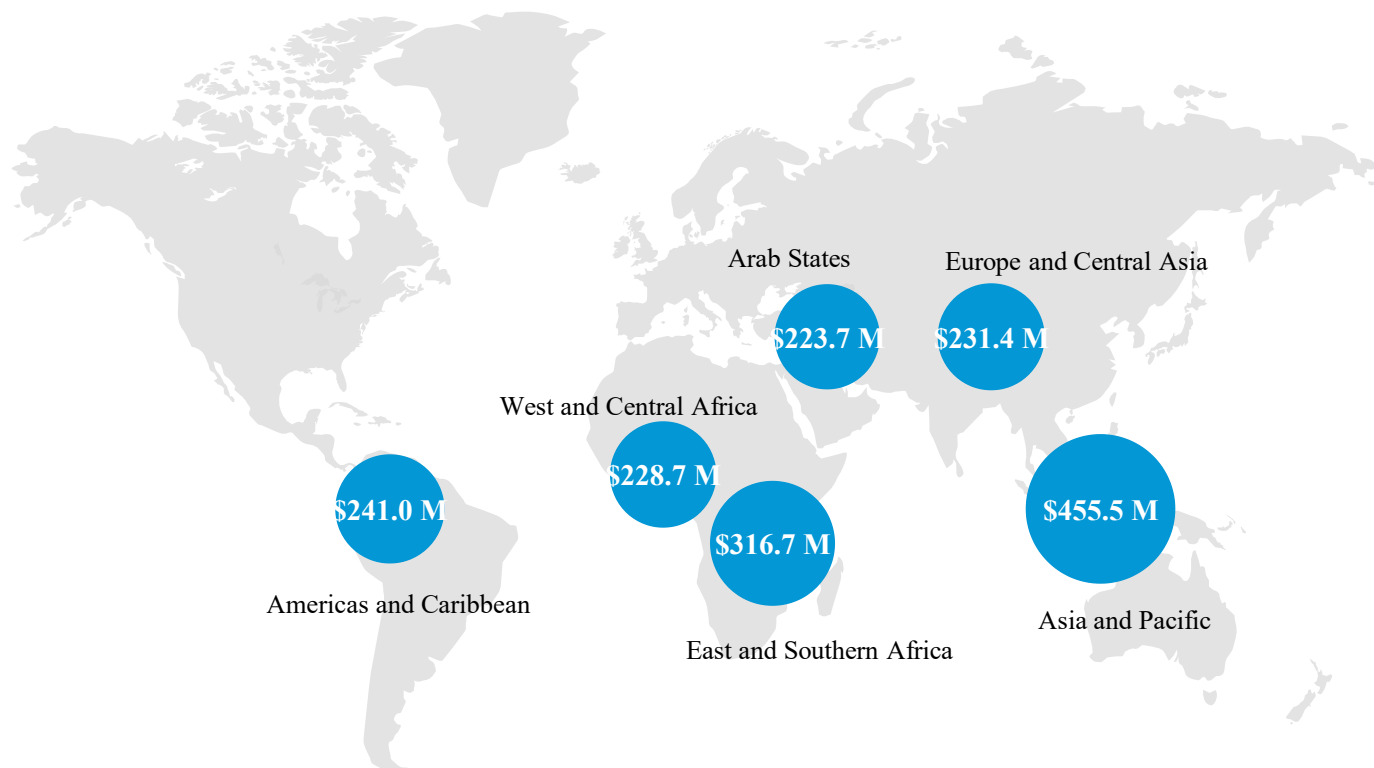 Arab States
Europe and Central Asia
$223.7 M
$231.4 M
West and Central Africa
$228.7 M
$241.0 M
$455.5 M
$316.7 M
Americas and Caribbean
Asia and Pacific
East and Southern Africa